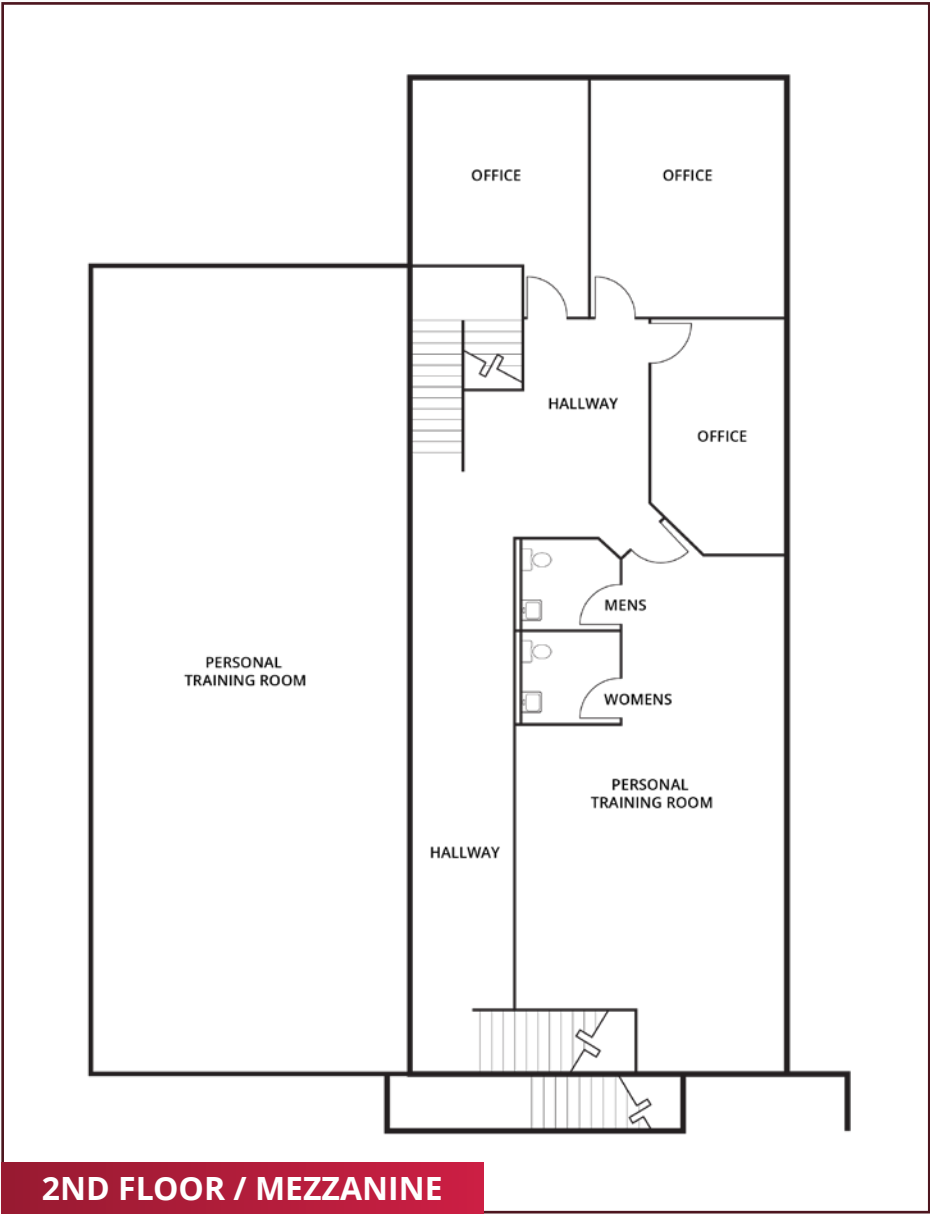 OFFICE
OFFICE
HALLWAY
OFFICE
MENS
PERSONAL
TRAINING ROOM
WOMENS
PERSONAL
TRAINING ROOM
HALLWAY
2ND FLOOR / MEZZANINE